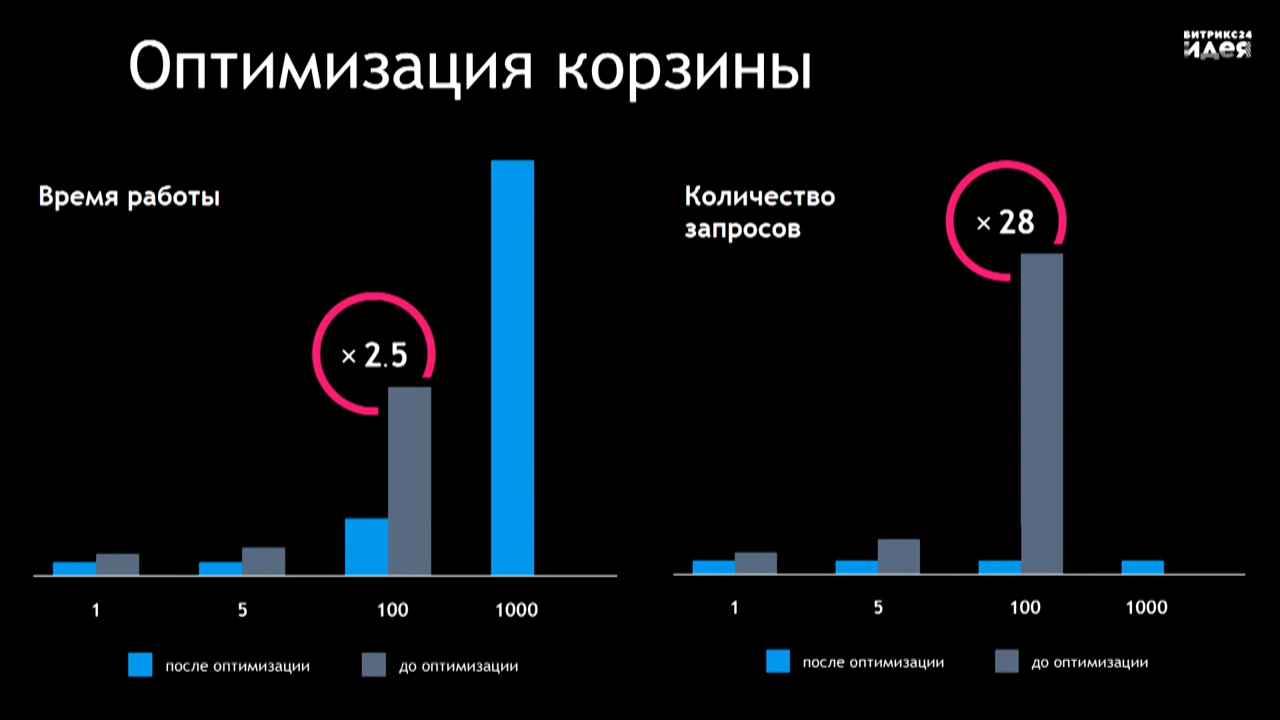 Оптимизация корзины
БИТРИКС24
идея
Время работы
× 2.5
1 5 100 1000
после оптимизации до оптимизации
Количество
запросов
× 28
1 5 100 1000
после оптимизации до оптимизации